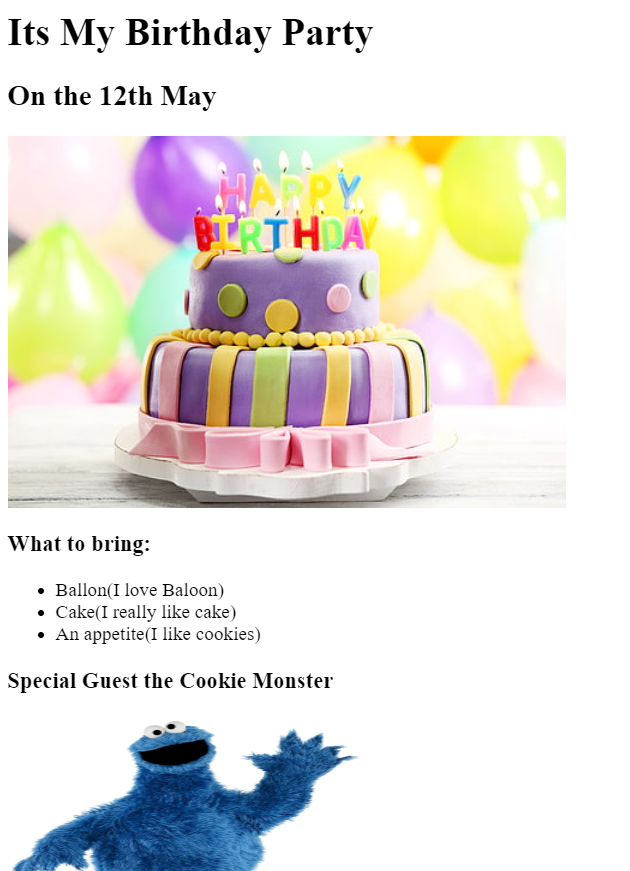 Its My Birthday Party
On the 12th May
HAPPY
BIRTHDAY
What to bring:
Ballon(I love Baloon)
Cake(I really like cake)
An appetite(I like cookies)
Special Guest the Cookie Monster